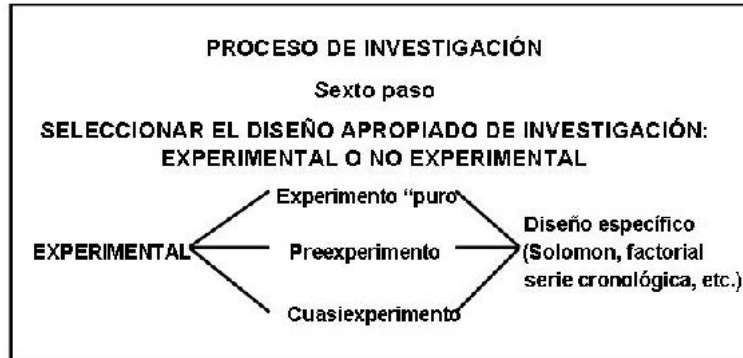 PROCESO DE INVESTIGACIÓN
Sexto paso
SELECCIONAR EL DISEÑO APROPIADO DE INVESTIGACIÓN:
EXPERIMENTAL O NO EXPERIMENTAL
Experimento “puro
EXPERIMENTAL
Preexperimento
Cuasiexperimento
Diseño específico
(Solomon, factorial
serie cronológica, etc.)